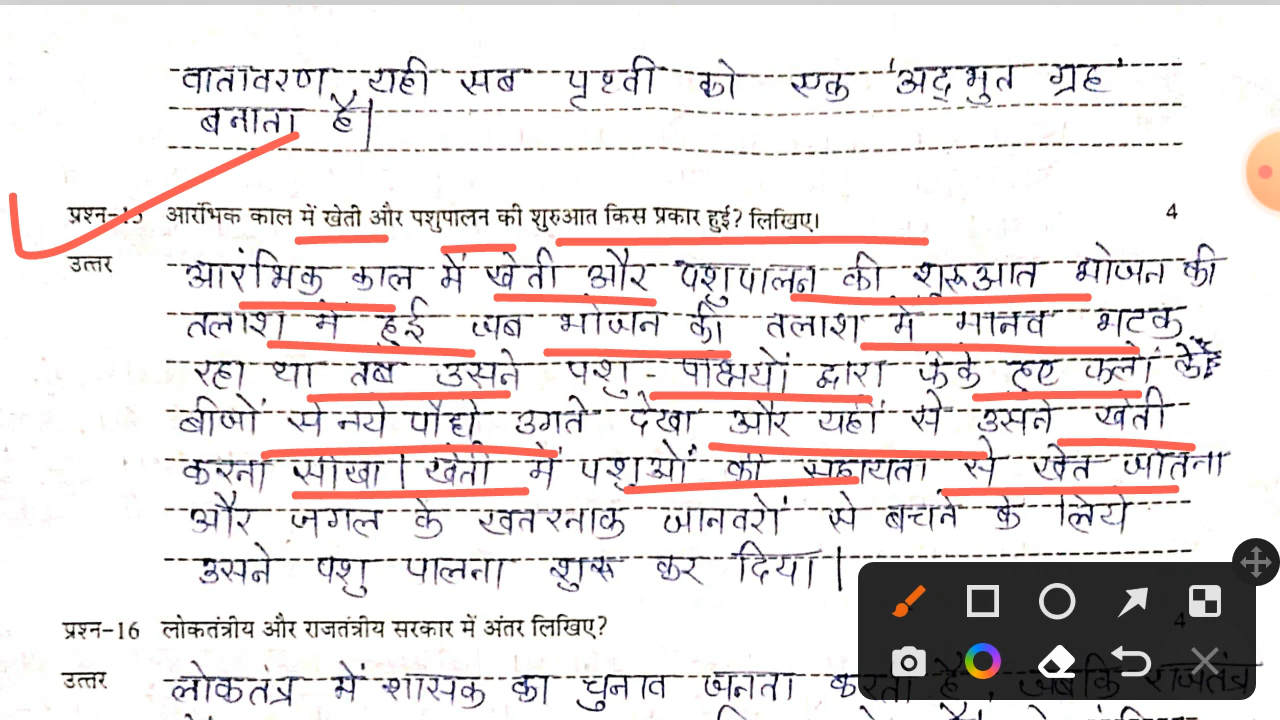 वातावरण, यही सब पृथ्वी को एक 'अद्भुत ग्रह'
बनाता है।
प्रश्न-15 आरंभिक काल में खेती और पशुपालन की शुरुआत किस प्रकार हुई? लिखिए। 4
उत्तर आरंभिक काल में खेती और पशुपालन की शुरूआत भोजन की
तलाश में हुई जब भोजन की तलाश में मानव भटक
रहा था तब उसने पशु-पक्षियों द्वारा फेंके हुए फलों के
बीजों से नये पौधे उगते देखा और यहीं से उसने खेती
करना सीखा। खेती में पशुओं की सहायता से खेत जोतना
और जंगल के खतरनाक जानवरों से बचाने के लिये
उसने पशु पालना शुरू कर दिया।
प्रश्न-16 लोकतंत्रीय और राजतंत्रीय सरकार में अंतर लिखिए? 4
उत्तर लोकतंत्र में शासक का चुनाव जनता करती है, जबकि राजतंत्र